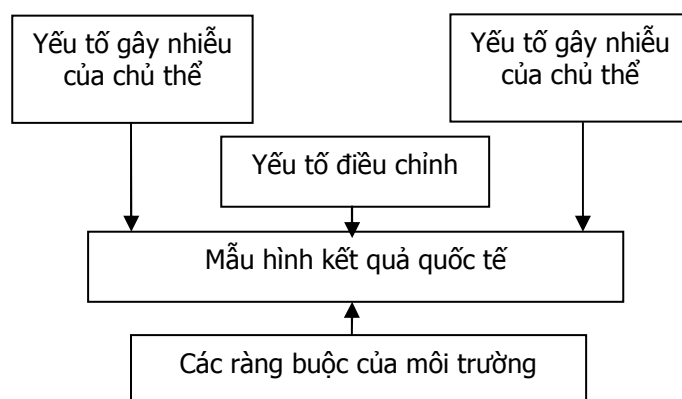 Yếu tố gây nhiễu
của chủ thể
Yếu tố gây nhiễu
của chủ thể
Yếu tố điều chỉnh
Mẫu hình kết quả quốc tế
Các ràng buộc của môi trường